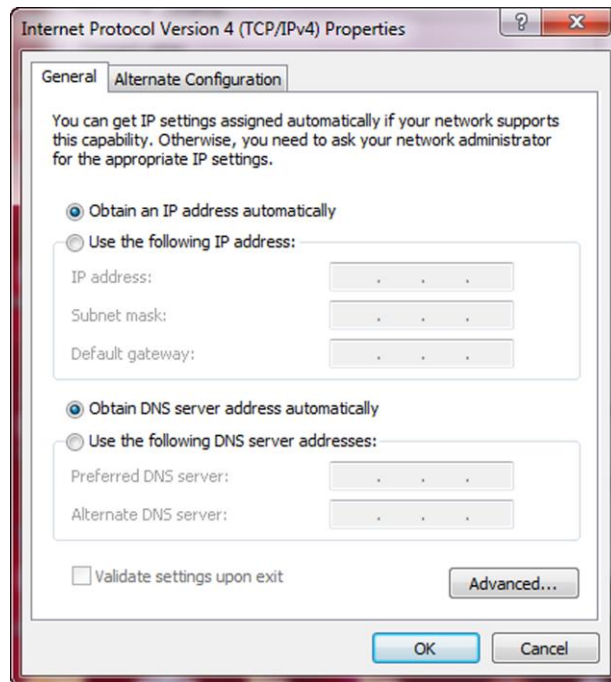 Internet Protocol Version 4 (TCP/IPv4) Properties
General
Alternate Configuration
You can get IP settings assigned automatically if your network supports
this capability. Otherwise, you need to ask your network administrator
for the appropriate IP settings.
Obtain an IP address automatically
Use the following IP address:
IP address:
Subnet mask:
Default gateway:
Obtain DNS server address automatically
Use the following DNS server addresses:
Preferred DNS server:
Alternate DNS server:
Validate settings upon exit
Advanced...
OK
Cancel